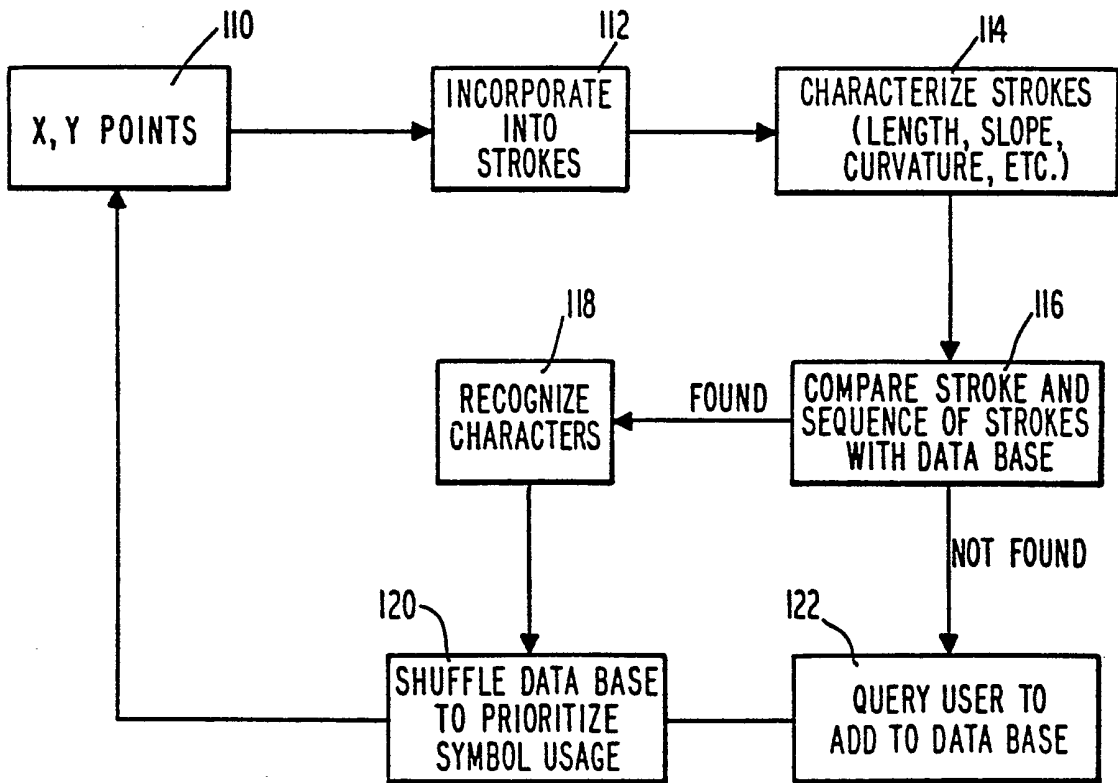 110
X, Y POINTS
112
INCORPORATE
INTO
STROKES
114
CHARACTERIZE STROKES
(LENGTH, SLOPE,
CURVATURE, ETC.)
116
COMPARE STROKE AND
SEQUENCE OF STROKES
WITH DATA BASE
FOUND
118
RECOGNIZE
CHARACTERS
NOT FOUND
120
SHUFFLE DATA BASE
TO PRIORITIZE
SYMBOL USAGE
122
QUERY USER TO
ADD TO DATA BASE